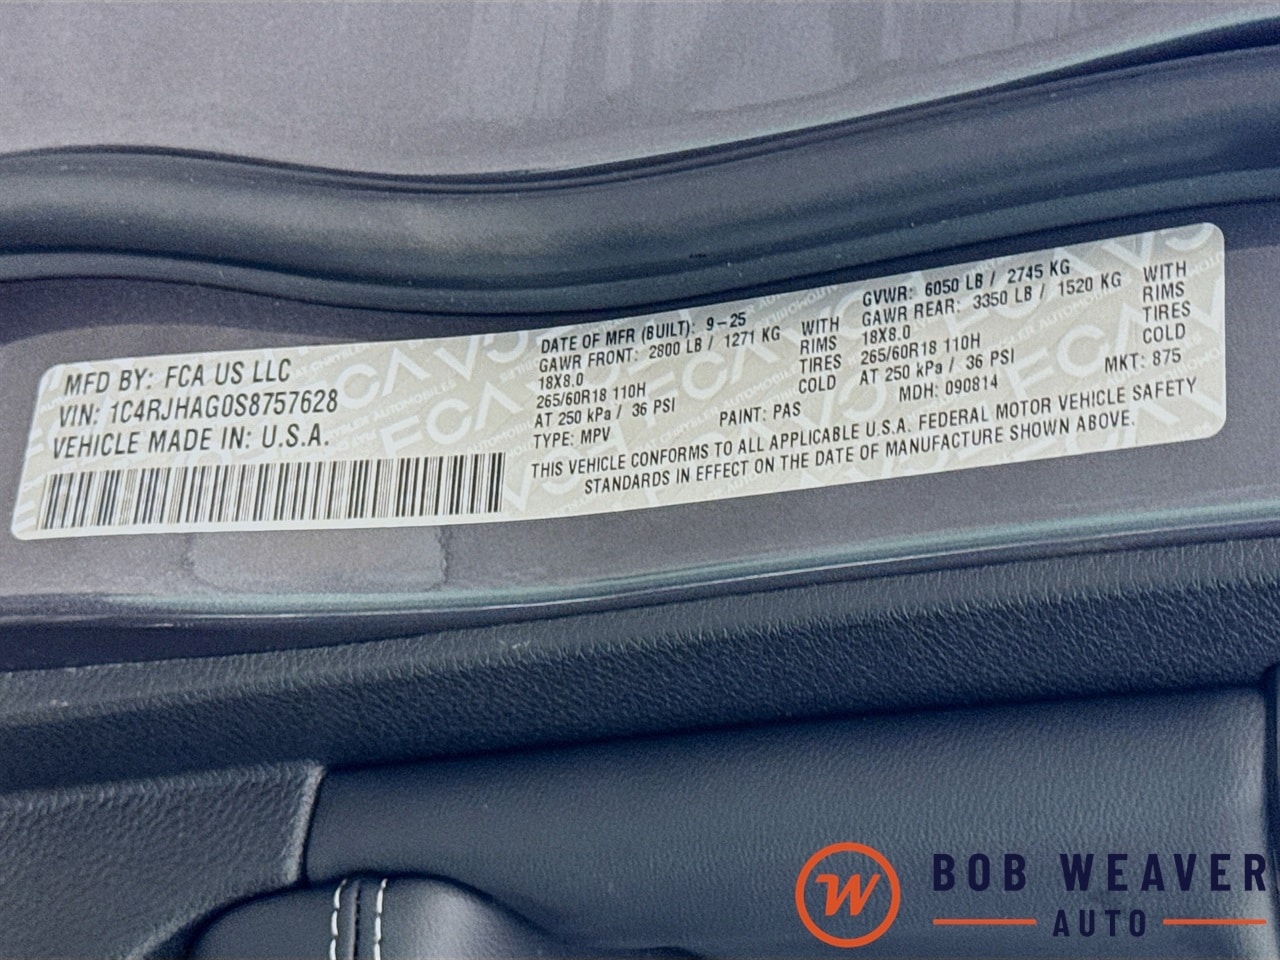 MFD BY: FCA US LLC
VIN: 1C4RJHAG0S8757628
VEHICLE MADE IN: U.S.A.
DATE OF MFR (BUILT): 9-25
GAWR FRONT: 2800 LB / 1271 KG WITH
18X8.0 RIMS
265/60R18 110H TIRES
AT 250 kPa / 36 PSI COLD
TYPE: MPV PAINT: PAS
GVWR: 6050 LB / 2745 KG
GAWR REAR: 3350 LB / 1520 KG WITH
18X8.0 RIMS
265/60R18 110H TIRES
AT 250 kPa / 36 PSI COLD
MDH: 090814 MKT: 875
THIS VEHICLE CONFORMS TO ALL APPLICABLE U.S.A. FEDERAL MOTOR VEHICLE SAFETY
STANDARDS IN EFFECT ON THE DATE OF MANUFACTURE SHOWN ABOVE.
BOB WEAVER
AUTO